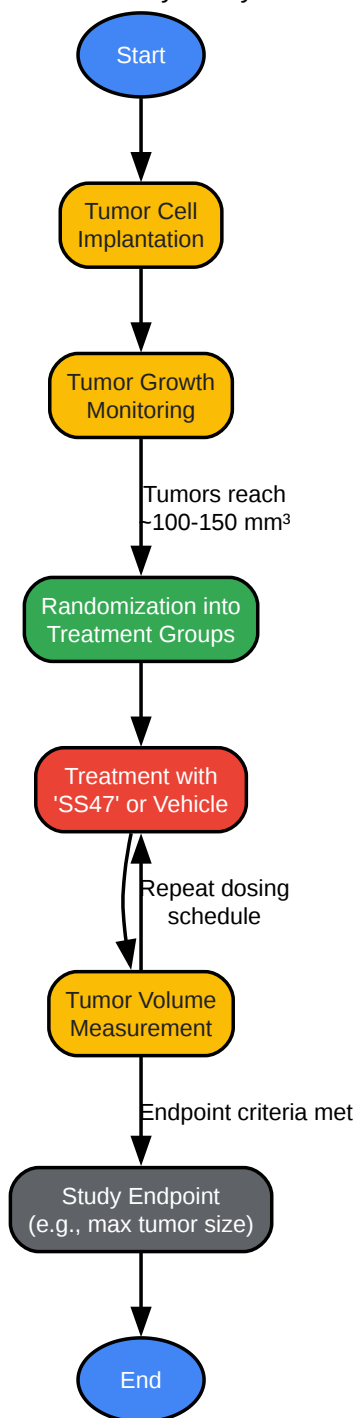 Start
Tumor Cell
Implantation
Tumor Growth
Monitoring
Tumors reach
~100-150 mm³
Randomization into
Treatment Groups
Treatment with
'SS47' or Vehicle
Repeat dosing
schedule
Tumor Volume
Measurement
Endpoint criteria met
Study Endpoint
(e.g., max tumor size)
End